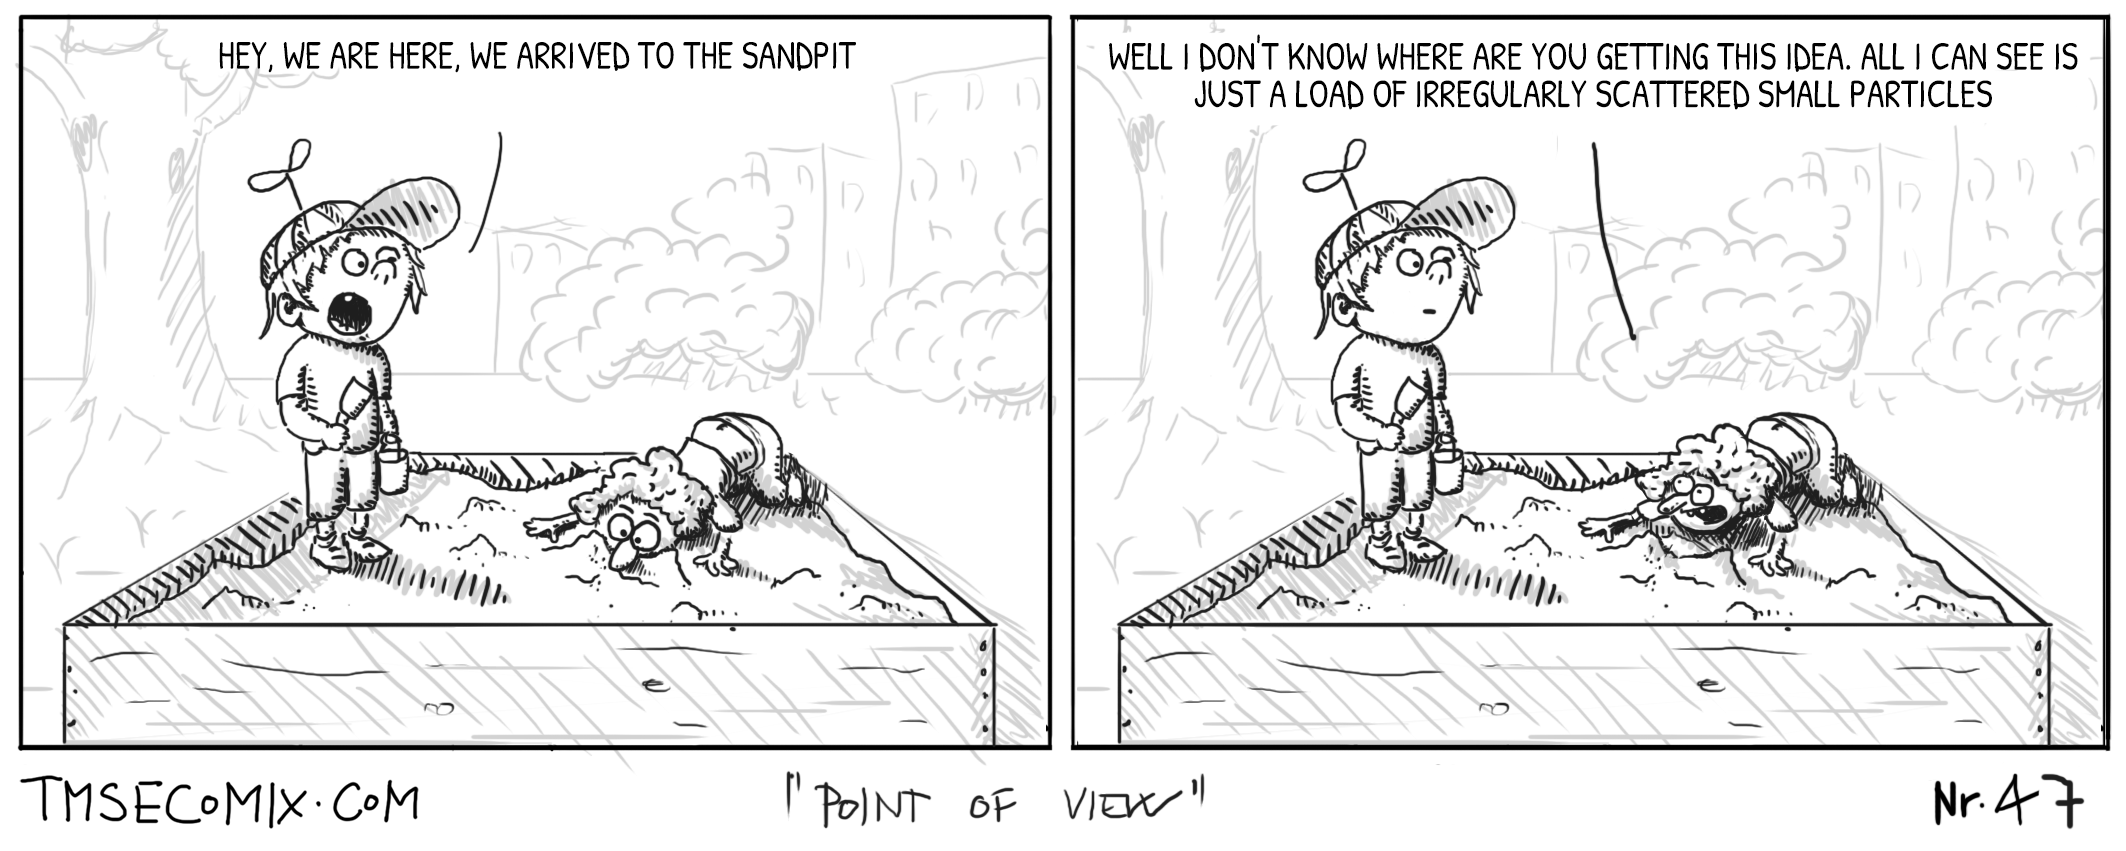 HEY, WE ARE HERE, WE ARRIVED TO THE SANDPIT
WELL I DON'T KNOW WHERE ARE YOU GETTING THIS IDEA. ALL I CAN SEE IS
JUST A LOAD OF IRREGULARLY SCATTERED SMALL PARTICLES
TMSECOMIX.COM
"POINT OF VIEW"
Nr. 47